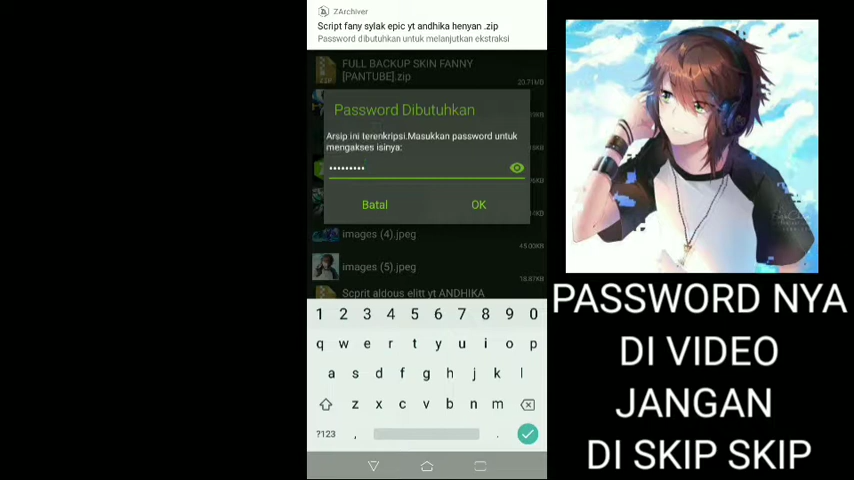 ZArchiver
Script fany sylak epic yt andhika henyan .zip
Password dibutuhkan untuk melanjutkan ekstraksi
FULL BACKUP SKIN FANNY
[PANTUBE].zip
20.71MB
Password Dibutuhkan
Arsip ini terenkripsi.Masukkan password untuk
mengakses isinya:
•••••••••
Batal
OK
images (4).jpeg
45.00KB
images (5).jpeg
18.87KB
Scprit aldous elitt yt ANDHIKA
1 2 3 4 5 6 7 8 9 0
q w e r t y u i o p
a s d f g h j k l
z x c v b n m
?123 , .
PASSWORD NYA
DI VIDEO
JANGAN
DI SKIP SKIP